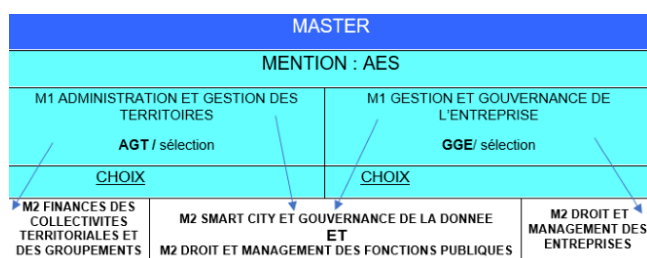 MASTER
MENTION : AES
M1 ADMINISTRATION ET GESTION DES
TERRITOIRES
AGT / sélection
M1 GESTION ET GOUVERNANCE DE
L'ENTREPRISE
GGE/ sélection
CHOIX
CHOIX
M2 FINANCES DES
COLLECTIVITES
TERRITORIALES ET
DES GROUPEMENTS
M2 SMART CITY ET GOUVERNANCE DE LA DONNEE
ET
M2 DROIT ET MANAGEMENT DES FONCTIONS PUBLIQUES
M2 DROIT ET
MANAGEMENT DES
ENTREPRISES